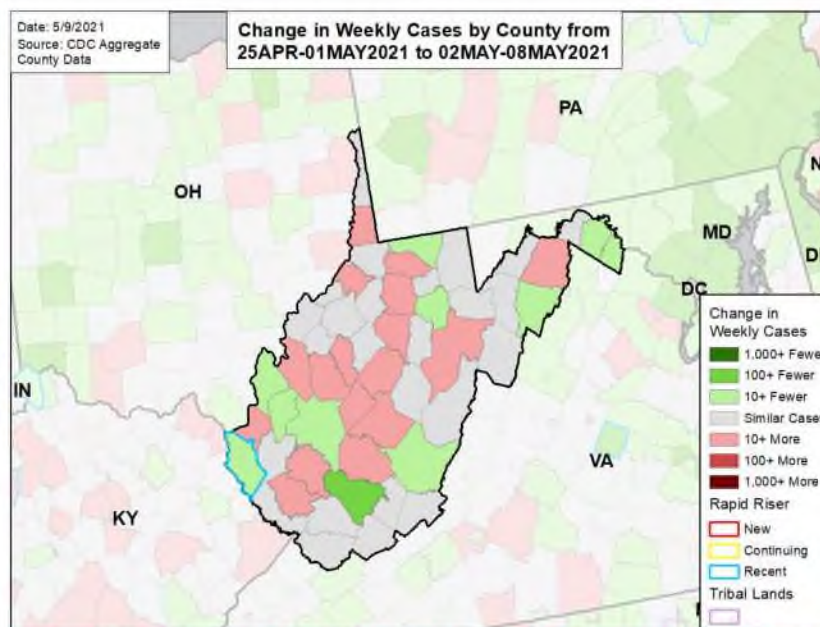 Date: 5/9/2021
Source: CDC Aggregate
County Data
Change in Weekly Cases by County from
25APR-01MAY2021 to 02MAY-08MAY2021
PA
OH
N
MD
D
DC
IN
VA
KY
Change in
Weekly Cases
1,000+ Fewe
100+ Fewer
10+ Fewer
Similar Cases
10+ More
100+ More
1,000+ More
Rapid Riser
New
Continuing
Recent
Tribal Lands